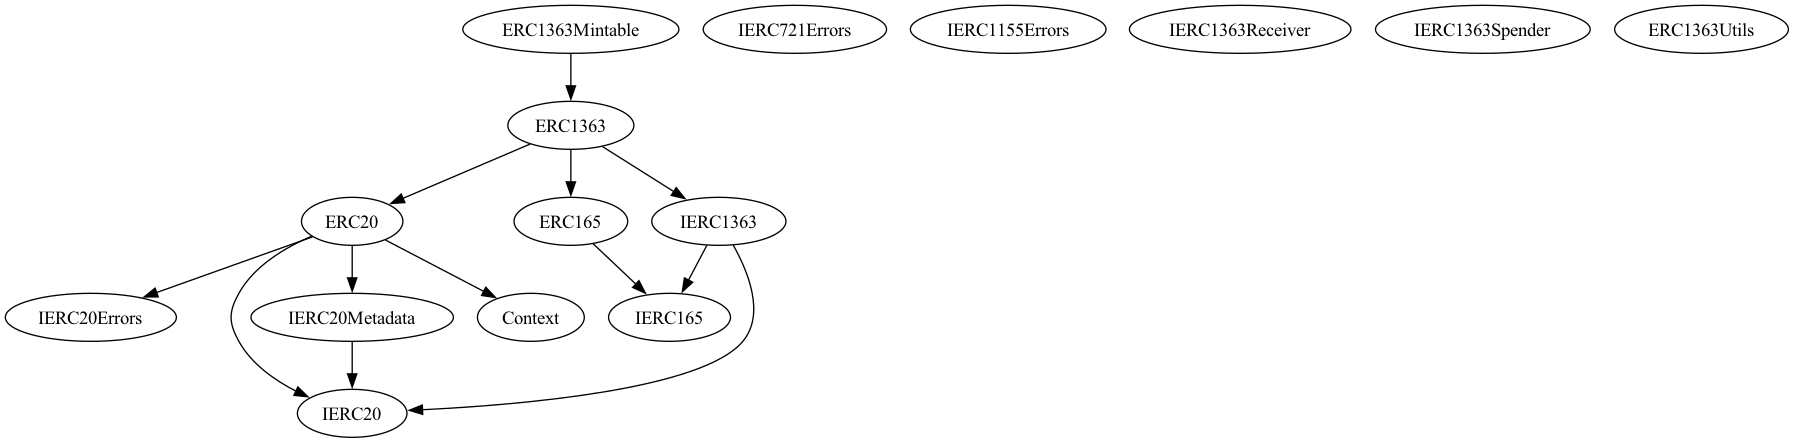 ERC1363Mintable
IERC721Errors
IERC1155Errors
IERC1363Receiver
IERC1363Spender
ERC1363Utils
ERC1363
ERC20
ERC165
IERC1363
IERC20Errors
IERC20Metadata
Context
IERC165
IERC20